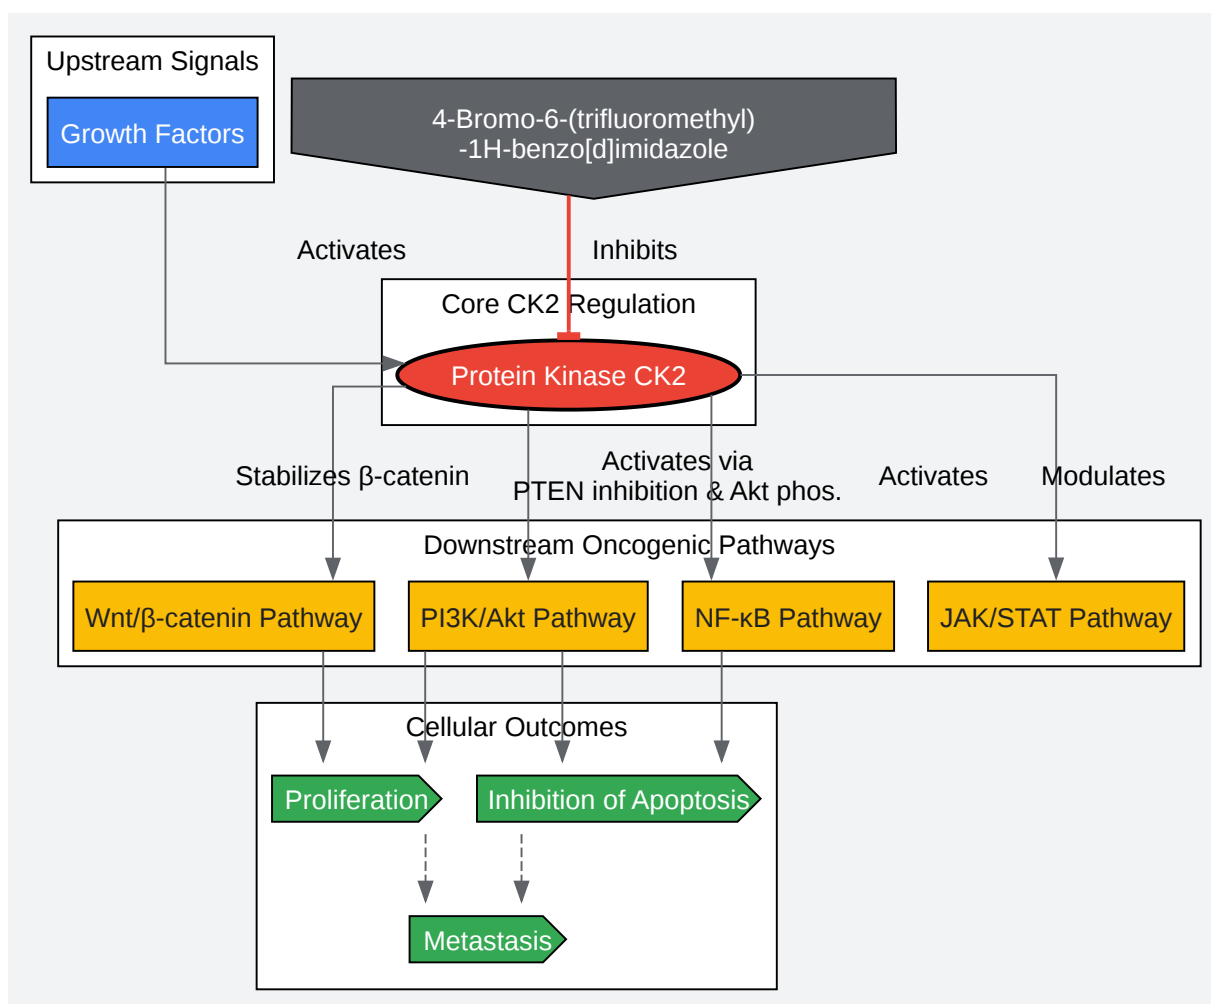 Upstream Signals
Growth Factors
4-Bromo-6-(trifluoromethyl)
-1H-benzo[d]imidazole
Activates
Inhibits
Core CK2 Regulation
Protein Kinase CK2
Stabilizes β-catenin
Activates via
PTEN inhibition & Akt phos.
Activates
Modulates
Downstream Oncogenic Pathways
Wnt/β-catenin Pathway
PI3K/Akt Pathway
NF-κB Pathway
JAK/STAT Pathway
Cellular Outcomes
Proliferation
Inhibition of Apoptosis
Metastasis